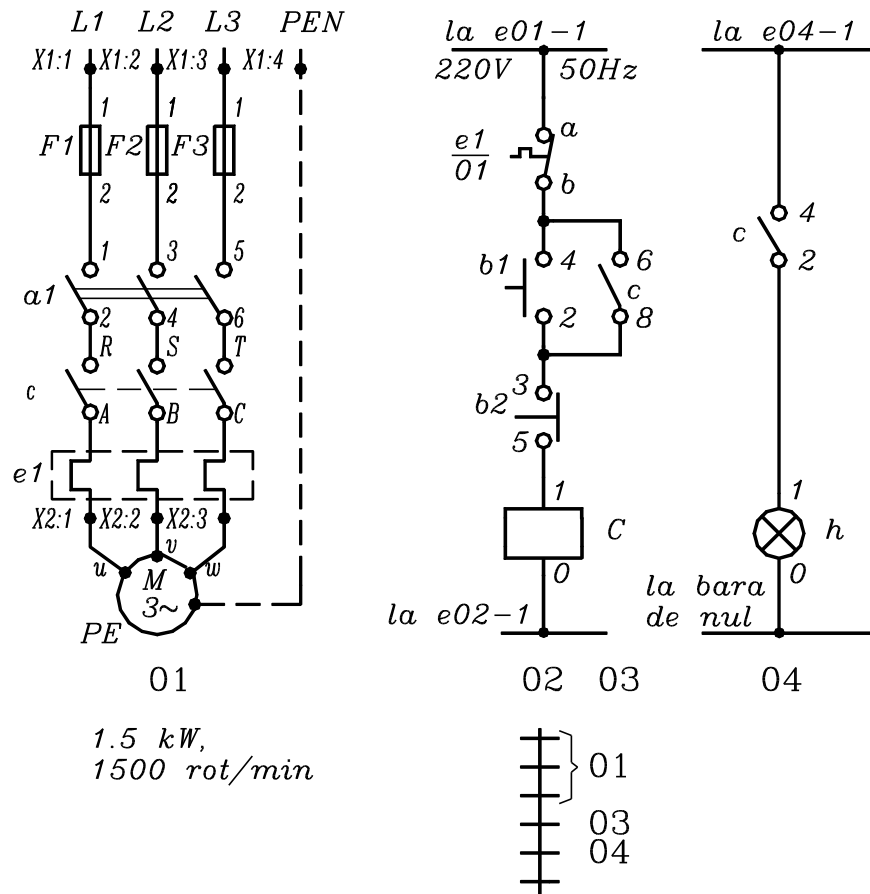 L1 L2 L3 PEN
X1:1 X1:2 X1:3 X1:4
1 1 1
F1 F2 F3
2 2 2
1 3 5
a1
2 4 6
R S T
c
A B C
e1
X2:1 X2:2 X2:3
u v w
M
3~
PE
01
1.5 kW,
1500 rot/min
la e01-1
220V 50Hz
e1
01
a
b
b1 4 6
c
2 8
3
b2
5
1
C
0
la e02-1
02 03
01
03
04
la e04-1
4
c
2
1
h
0
la bara
de nul
04